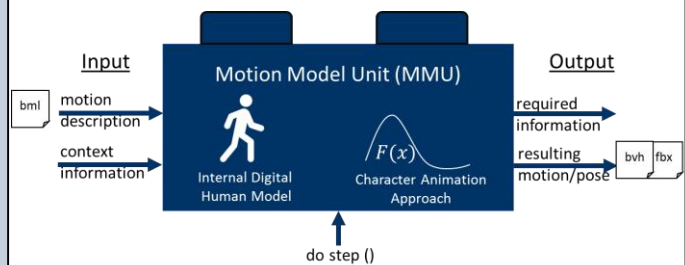 Input
Output
Motion Model Unit (MMU)
bml
motion
description
context
information
Internal Digital
Human Model
F(x)
Character Animation
Approach
required
information
resulting
motion/pose
bvh
fbx
do step ()